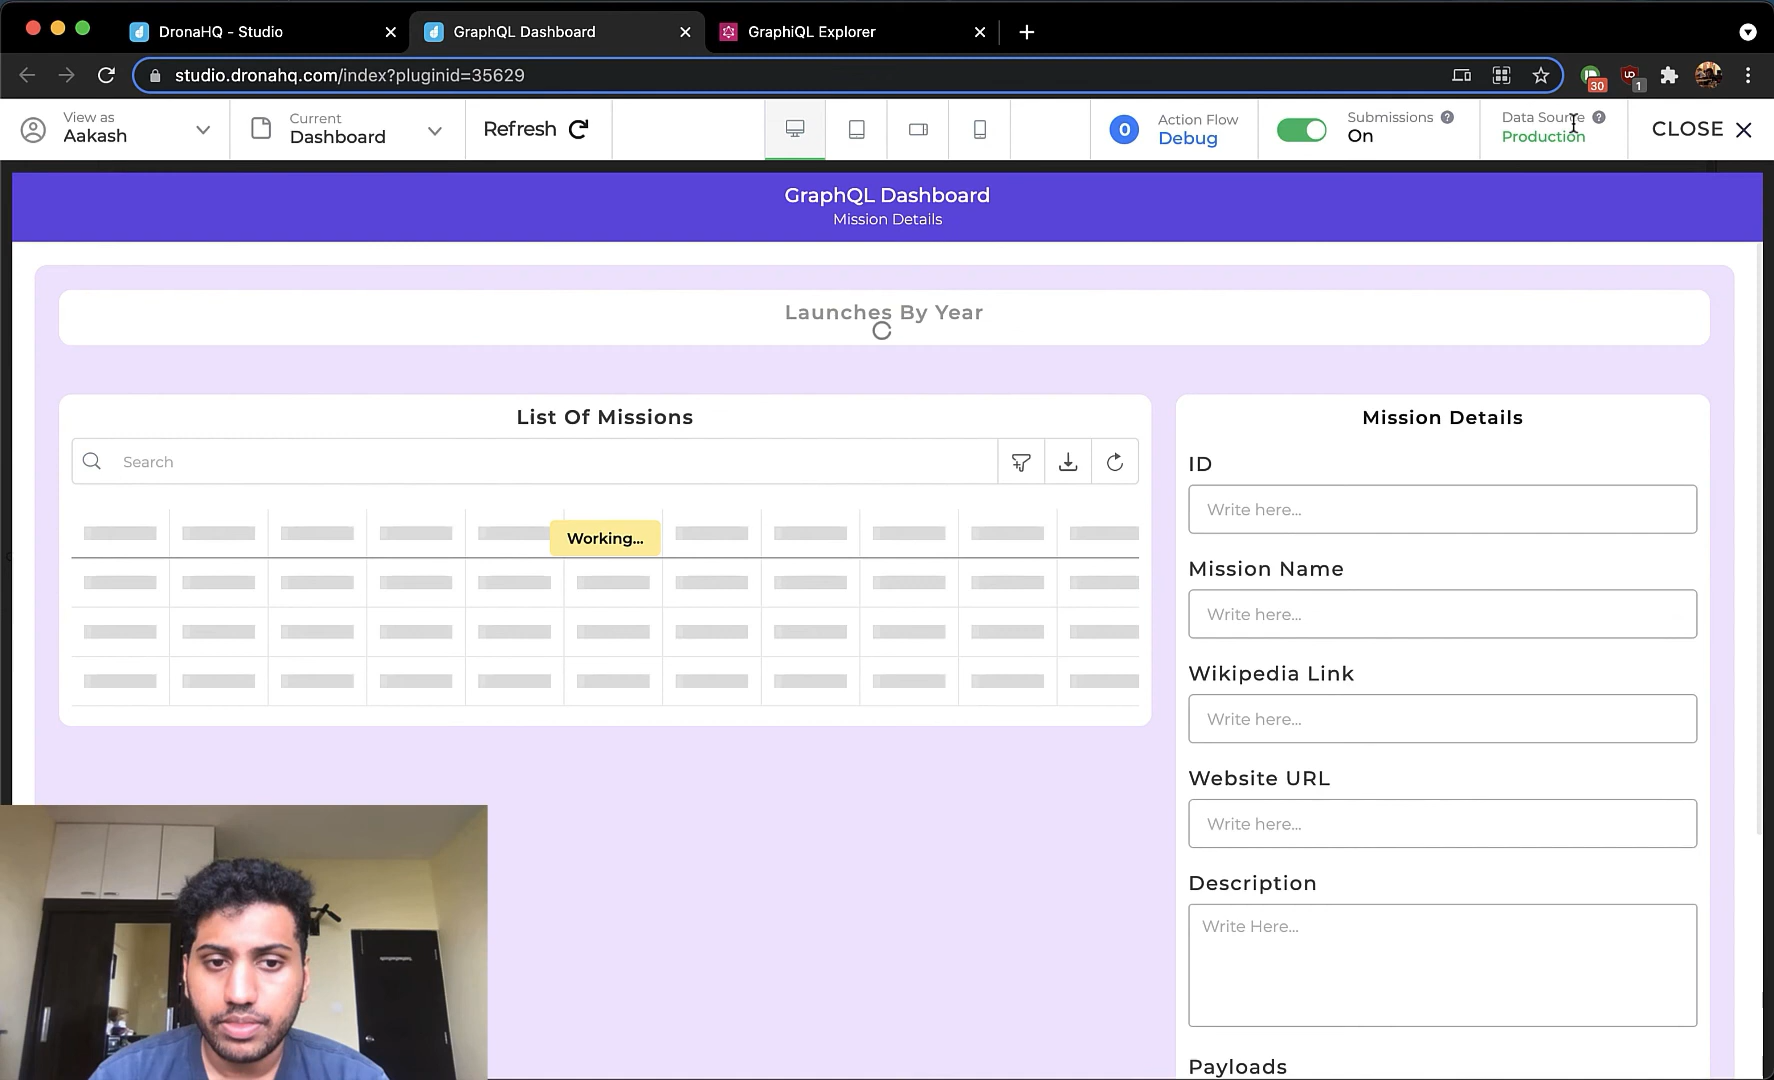 DronaHQ - Studio
GraphQL Dashboard
GraphiQL Explorer
studio.dronahq.com/index?pluginid=35629
30
1
View as
Aakash
Current
Dashboard
Refresh
0
Action Flow
Debug
Submissions ?
On
Data Source ?
Production
CLOSE
GraphQL Dashboard
Mission Details
Launches By Year
List Of Missions
Search
Working...
Mission Details
ID
Write here...
Mission Name
Write here...
Wikipedia Link
Write here...
Website URL
Write here...
Description
Write Here...
Payloads